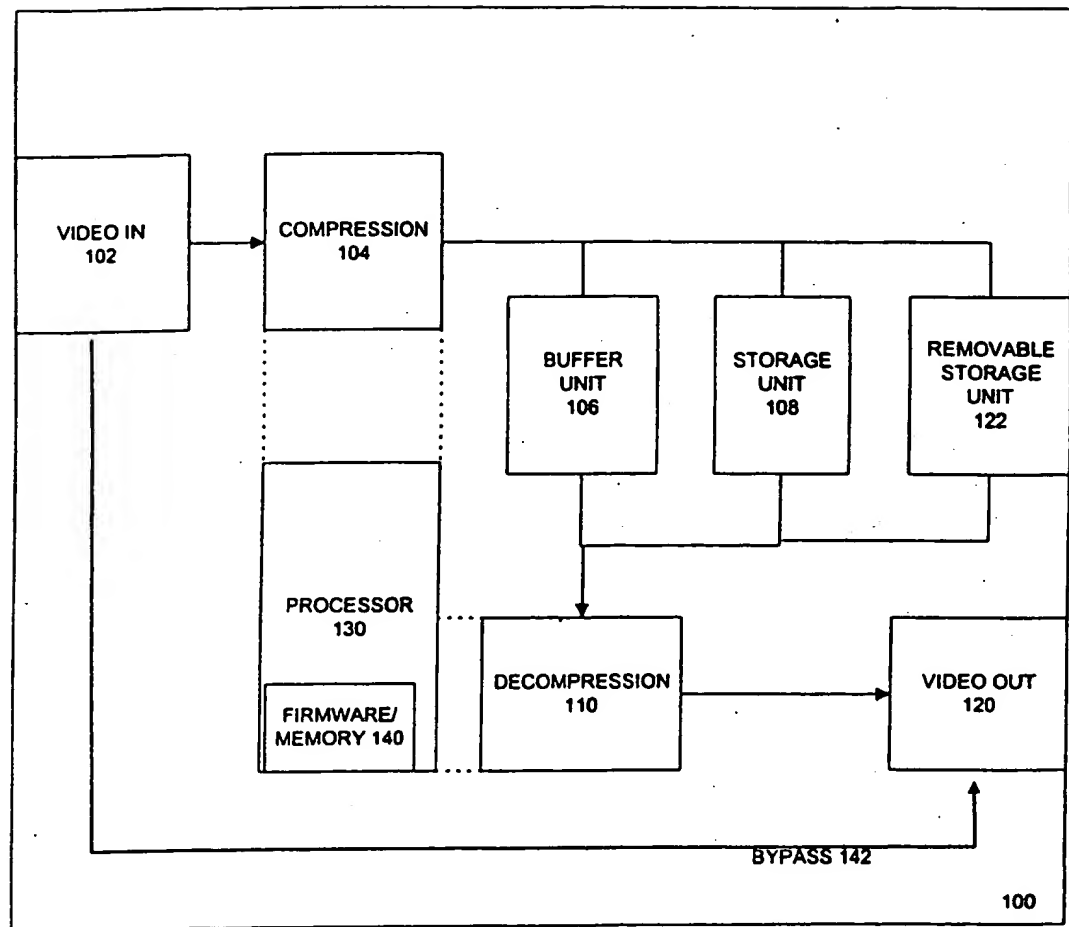 VIDEO IN
102
COMPRESSION
104
BUFFER
UNIT
106
STORAGE
UNIT
108
REMOVABLE
STORAGE
UNIT
122
PROCESSOR
130
FIRMWARE/
MEMORY 140
DECOMPRESSION
110
VIDEO OUT
120
BYPASS 142
100